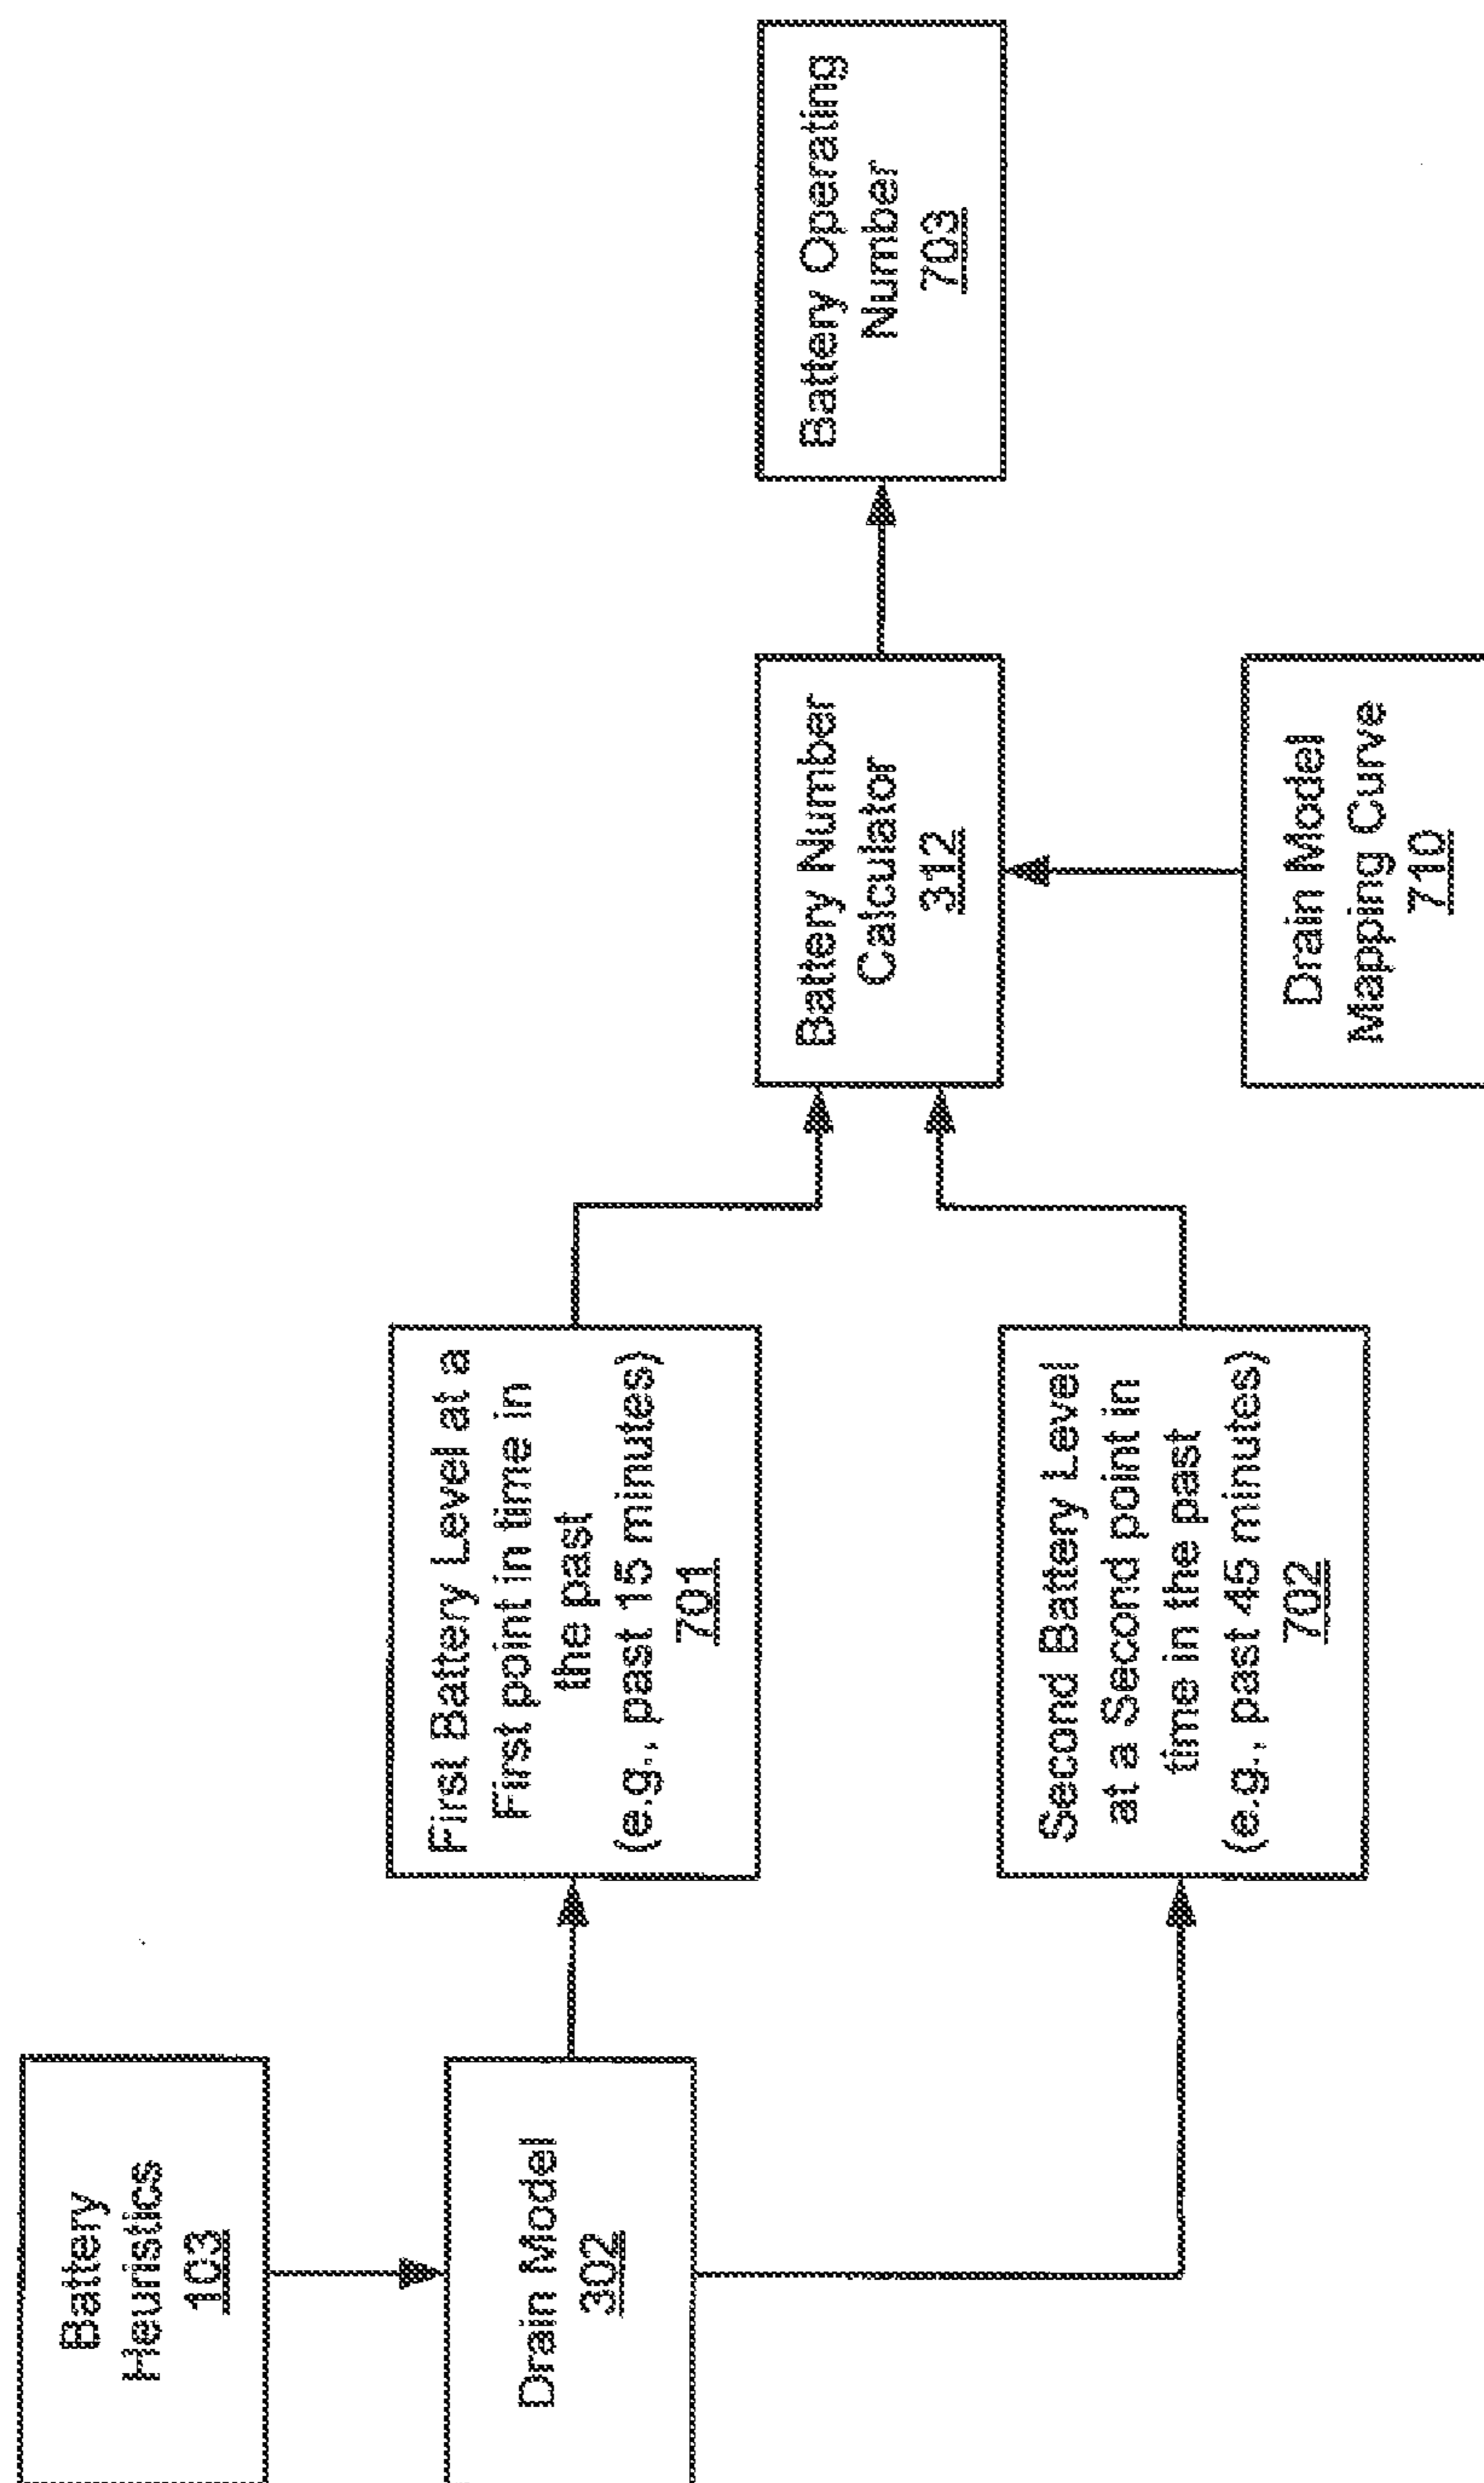 Battery
Heuristics
103
Drain Model
302
First Battery Level at a
First point in time in
the past
(e.g., past 15 minutes)
701
Second Battery Level
at a Second point in
time in the past
(e.g., past 45 minutes)
702
Battery Number
Calculator
312
Drain Model
Mapping Curve
710
Battery Operating
Number
703